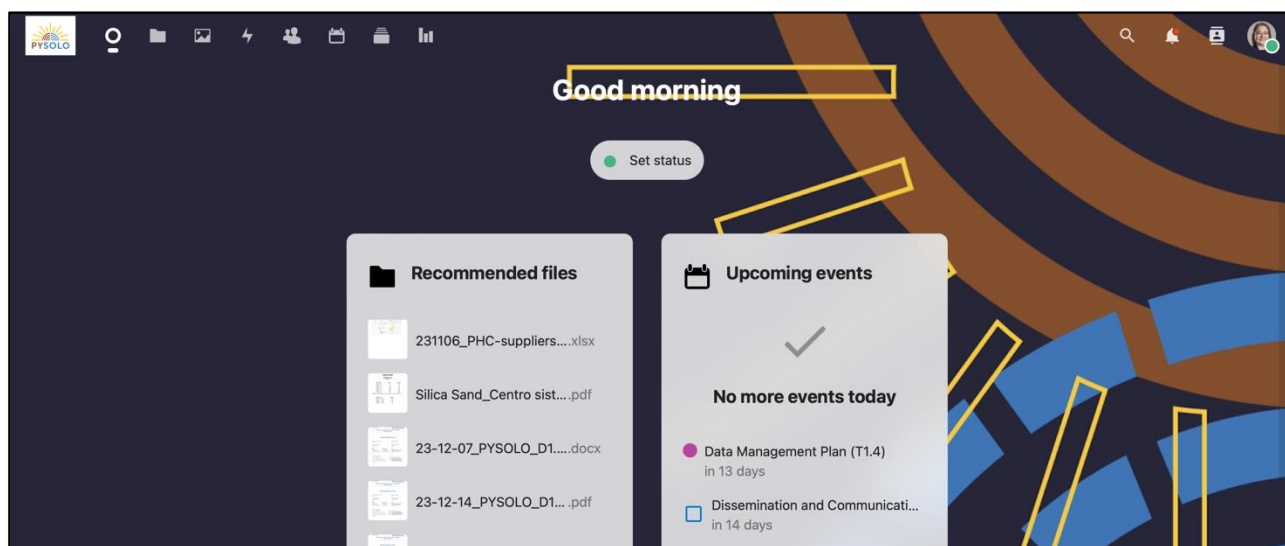 PYSOLO
Good morning
Set status
Recommended files
231106_PHC-suppliers....xlsx
Silica Sand_Centro sist....pdf
23-12-07_PYSOLO_D1....docx
23-12-14_PYSOLO_D1... .pdf
Upcoming events
No more events today
Data Management Plan (T1.4)
in 13 days
Dissemination and Communicati...
in 14 days